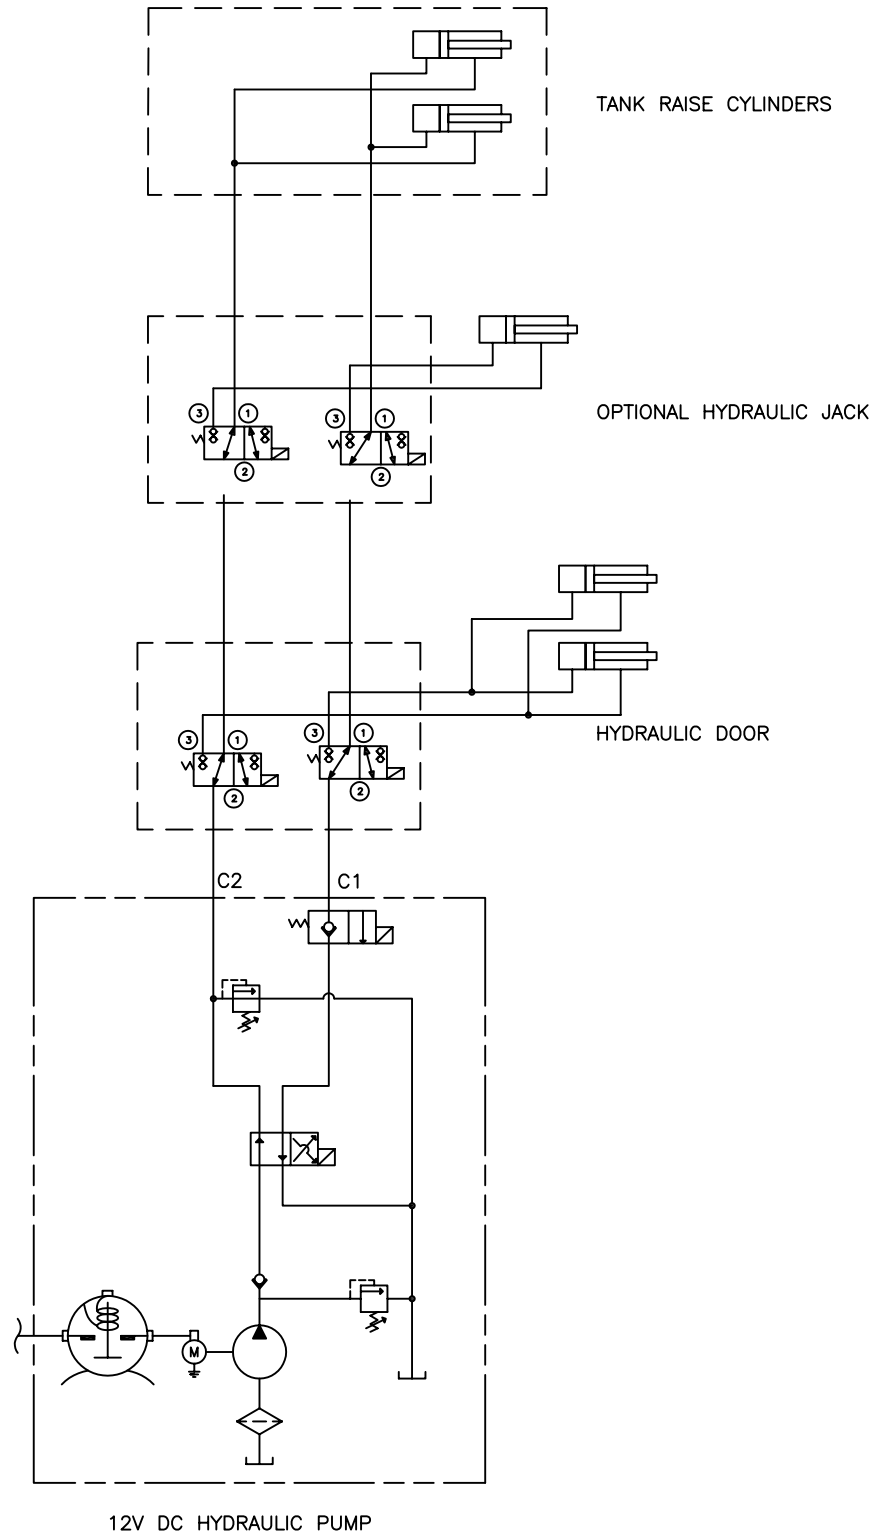 TANK RAISE CYLINDERS
3 1 3 1
OPTIONAL HYDRAULIC JACK
2 2
3 1 3 1
HYDRAULIC DOOR
2 2
C2 C1
M
12V DC HYDRAULIC PUMP